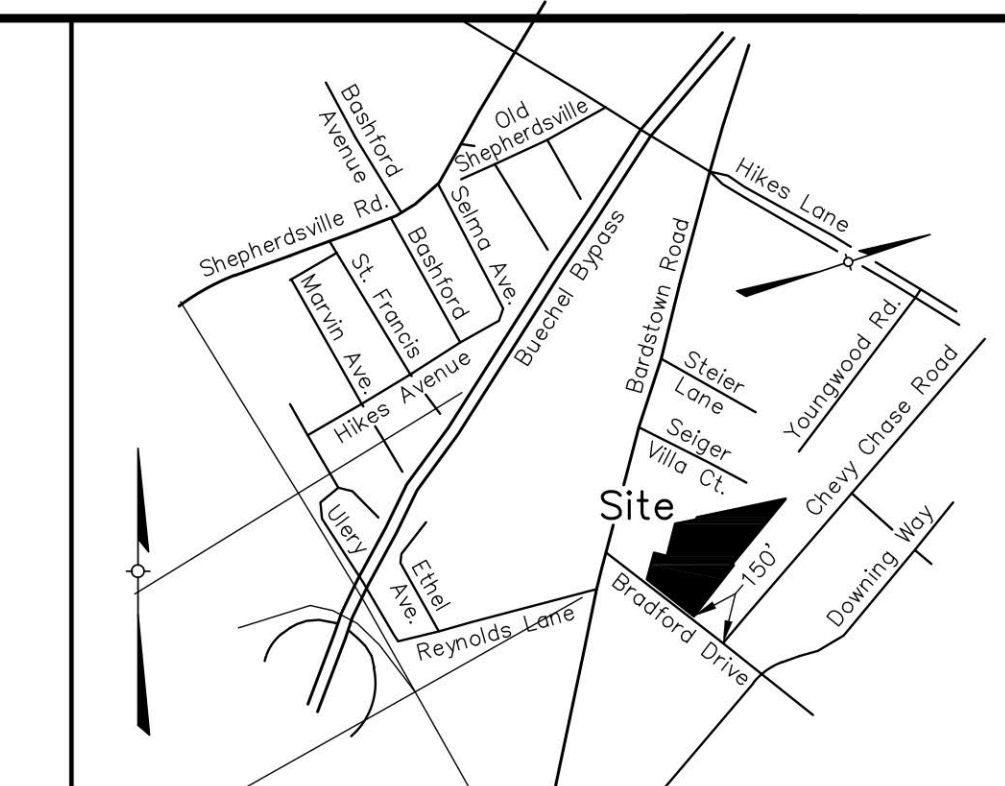 Bashford
Avenue
Old
Shepherdsville
Shepherdsville Rd.
Selma Ave.
Bashford
St. Francis
Marvin Ave.
Hikes Avenue
Buechel Bypass
Bardstown Road
Hikes Lane
Youngwood Rd.
Steier
Lane
Seiger
Villa Ct.
Chevy Chase Road
Site
150'
Downing Way
Ulery
Ethel
Ave.
Reynolds Lane
Bradford Drive